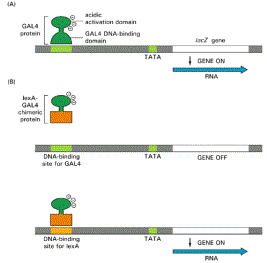 (A)
GAL4
protein
acidic
activation domain
GAL4 DNA-binding
domain
TATA
lacZ gene
GENE ON
RNA
(B)
lexA-
GAL4
chimeric
protein
DNA-binding
site for GAL4
TATA
GENE OFF
DNA-binding
site for lexA
TATA
GENE ON
RNA